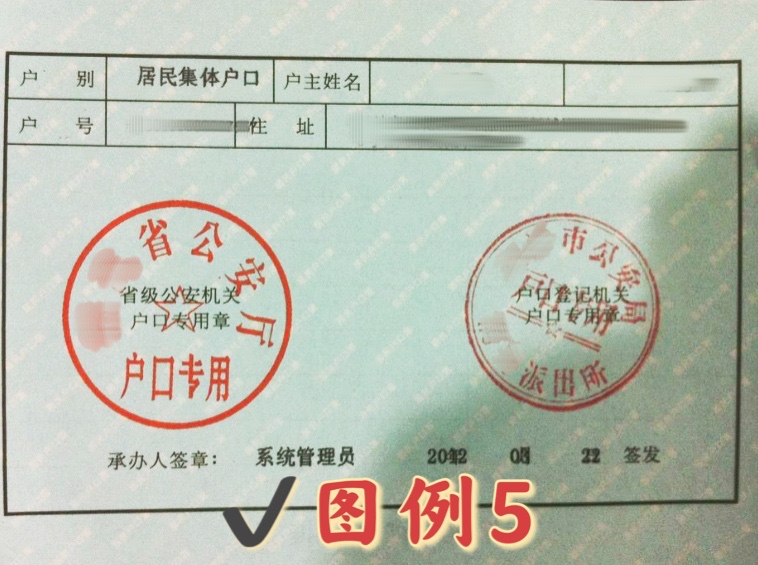 户 别 居民集体户口 户主姓名
户 号 住 址
省公安厅
省级公安机关
户口专用章
户口专用
市公安局
户口登记机关
户口专用章
派出所
承办人签章： 系统管理员 22 签发
✓图例5